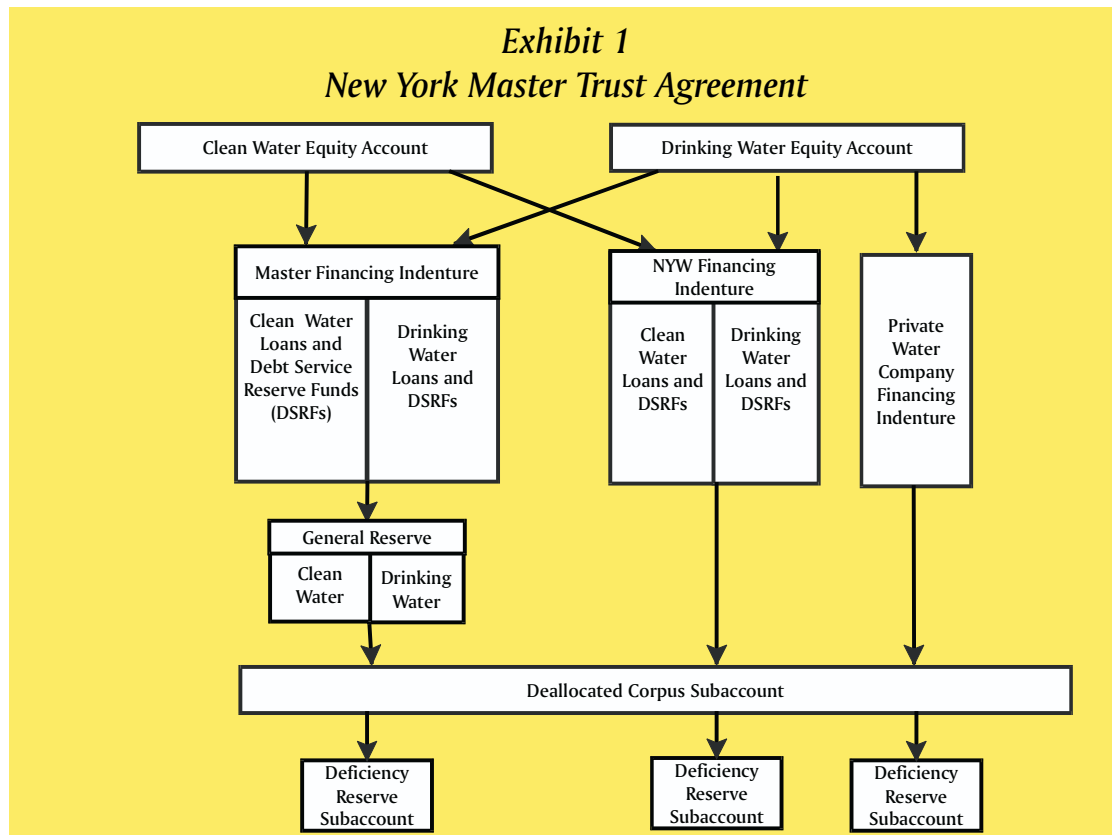 Exhibit 1
New York Master Trust Agreement
Clean Water Equity Account
Drinking Water Equity Account
Master Financing Indenture
Clean Water
Loans and
Debt Service
Reserve Funds
(DSRFs)
Drinking
Water
Loans and
DSRFs
NYW Financing
Indenture
Clean
Water
Loans and
DSRFs
Drinking
Water
Loans and
DSRFs
Private
Water
Company
Financing
Indenture
General Reserve
Clean
Water
Drinking
Water
Deallocated Corpus Subaccount
Deficiency
Reserve
Subaccount
Deficiency
Reserve
Subaccount
Deficiency
Reserve
Subaccount